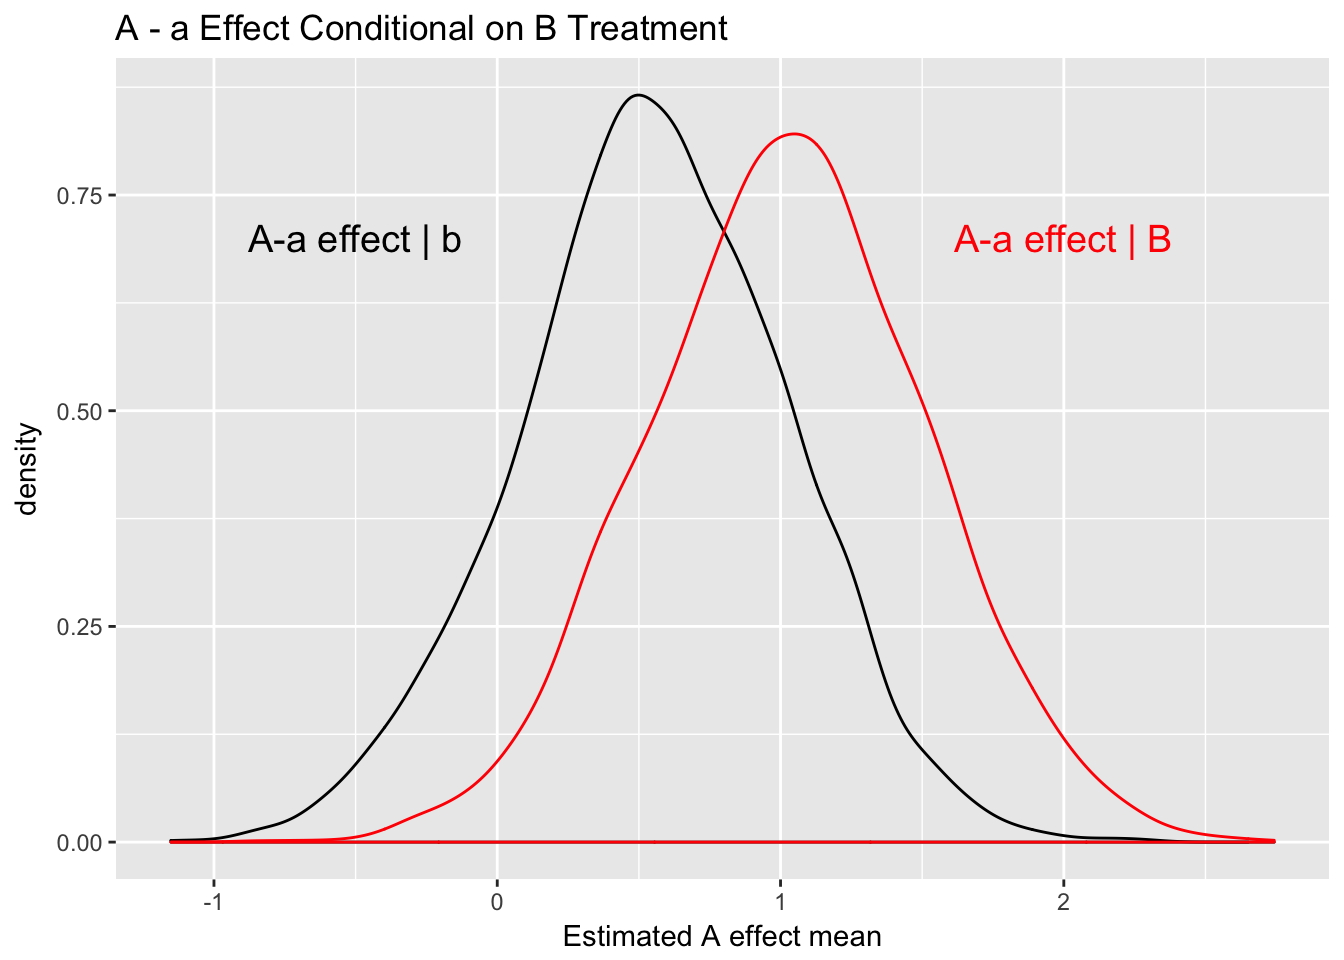 A - a Effect Conditional on B Treatment
0.75
0.50
0.25
0.00
density
A-a effect | b
A-a effect | B
-1
0
1
2
Estimated A effect mean